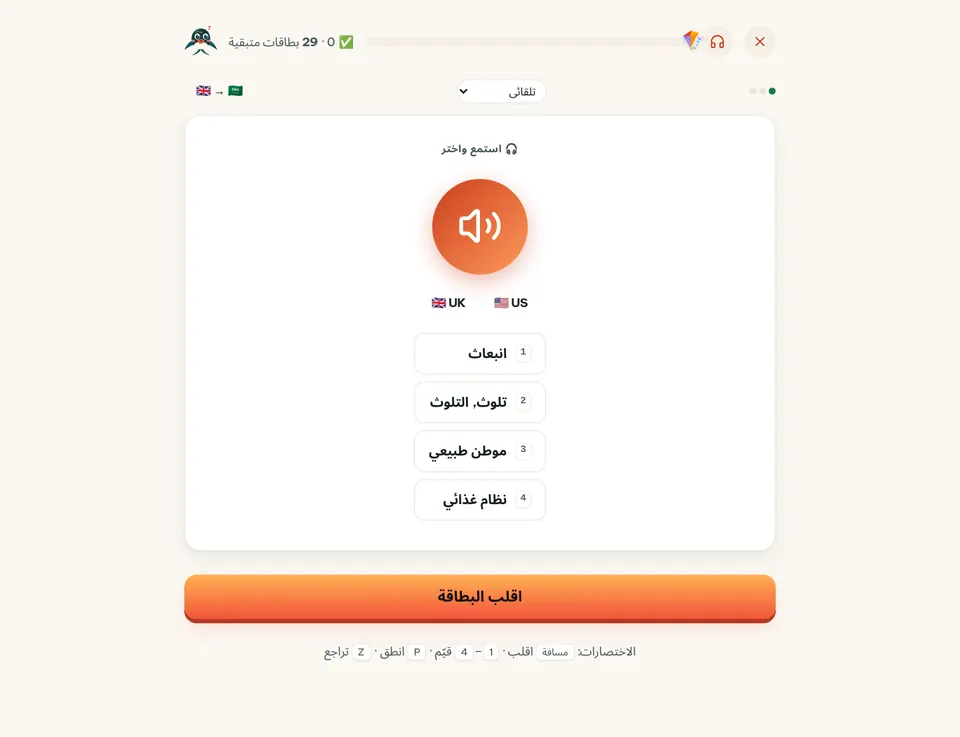 29 بطاقات متبقية · 0 ✅
تلقائي
🇸🇦 → 🇬🇧
🎧 استمع واختر
🇬🇧 UK 🇺🇸 US
1 انبعاث
2 تلوث, التلوث
3 موطن طبيعي
4 نظام غذائي
اقلب البطاقة
الاختصارات: مسافة اقلب · 1 – 4 قيّم · P انطق · Z تراجع